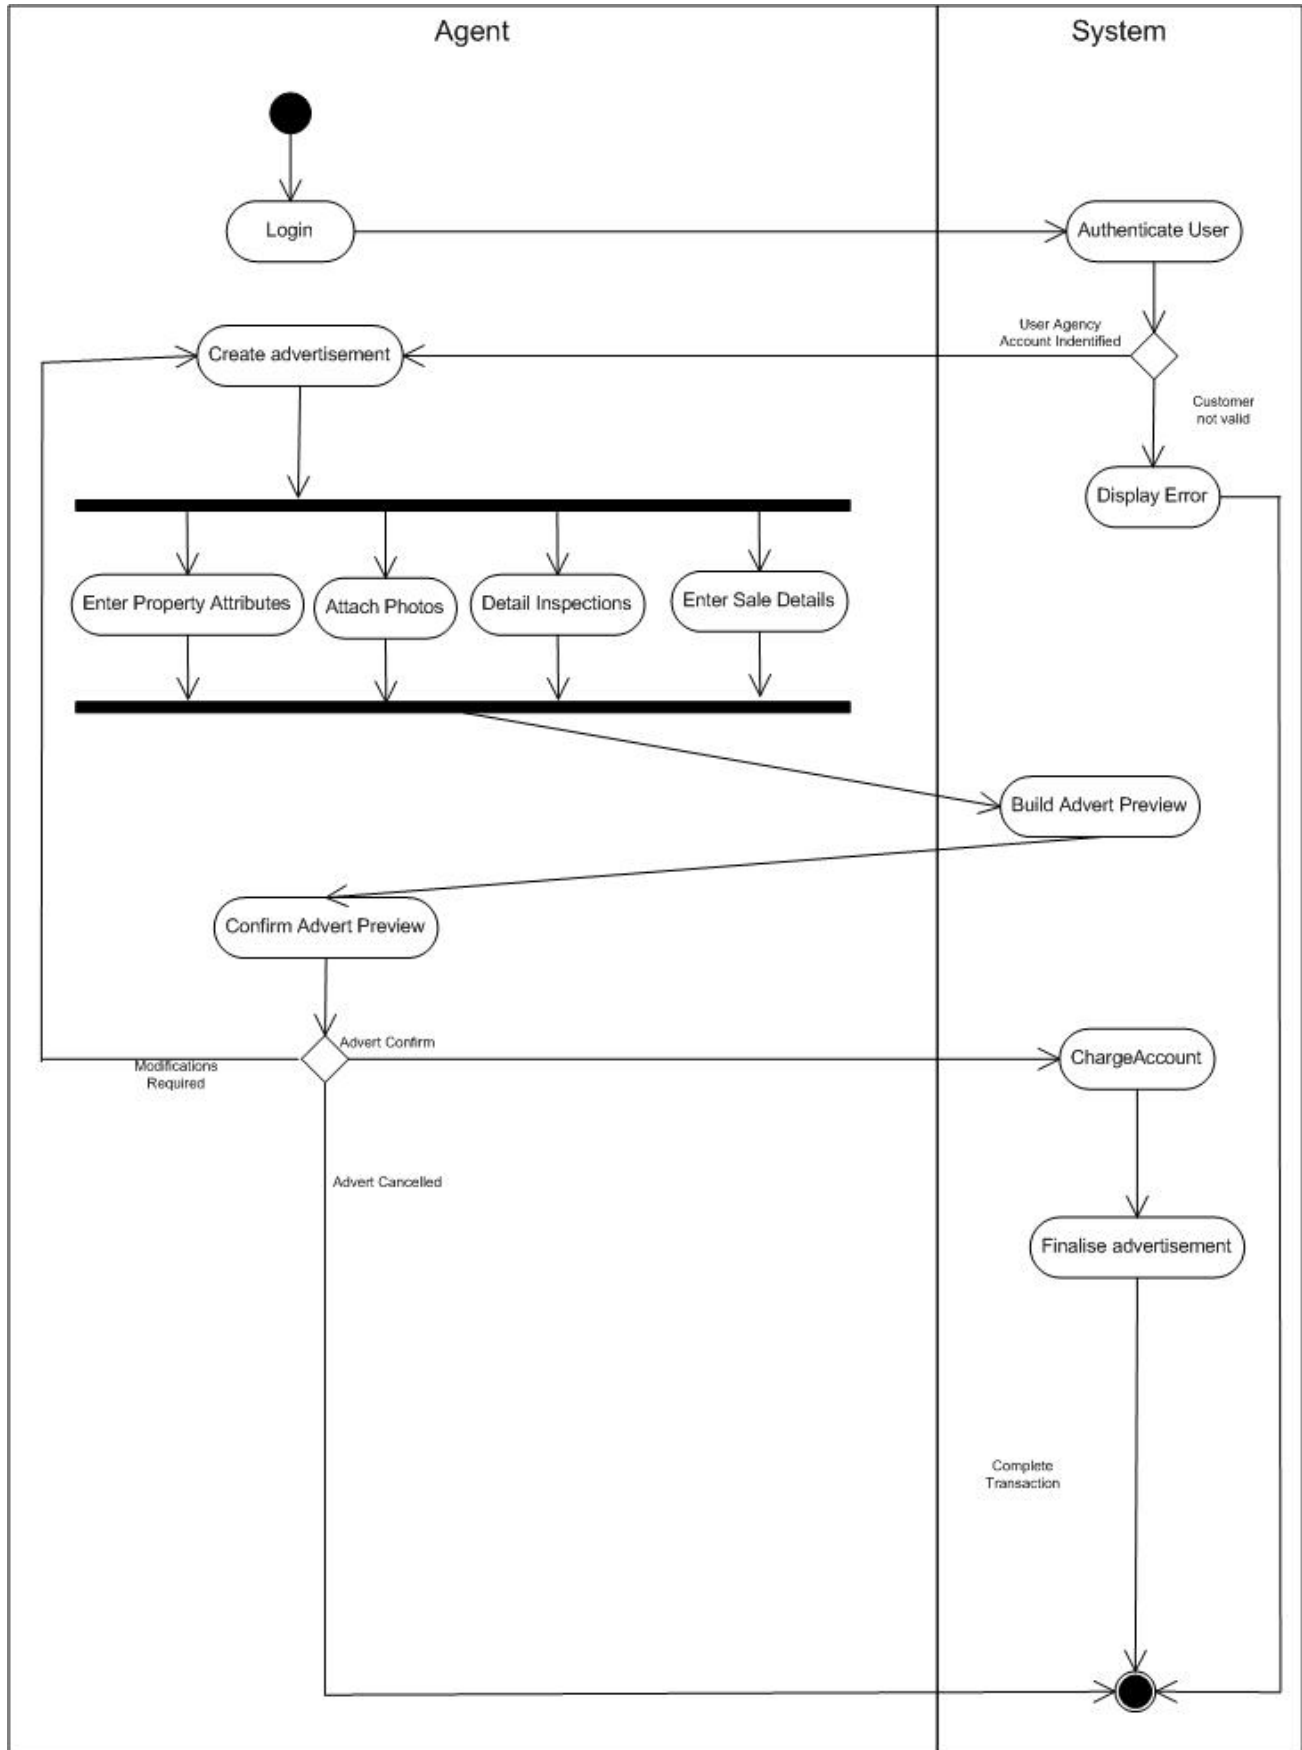 Agent
System
Login
Authenticate User
User Agency
Account Indentified
Create advertisement
Customer
not valid
Display Error
Enter Property Attributes
Attach Photos
Detail Inspections
Enter Sale Details
Build Advert Preview
Confirm Advert Preview
Advert Confirm
Modifications
Required
ChargeAccount
Advert Cancelled
Finalise advertisement
Complete
Transaction